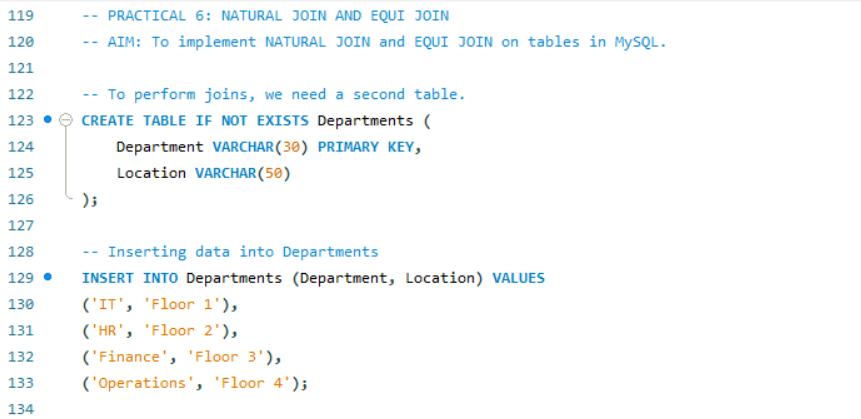 119 -- PRACTICAL 6: NATURAL JOIN AND EQUI JOIN
120 -- AIM: To implement NATURAL JOIN and EQUI JOIN on tables in MySQL.
121
122 -- To perform joins, we need a second table.
123 CREATE TABLE IF NOT EXISTS Departments (
124 Department VARCHAR(30) PRIMARY KEY,
125 Location VARCHAR(50)
126 );
127
128 -- Inserting data into Departments
129 INSERT INTO Departments (Department, Location) VALUES
130 ('IT', 'Floor 1'),
131 ('HR', 'Floor 2'),
132 ('Finance', 'Floor 3'),
133 ('Operations', 'Floor 4');
134